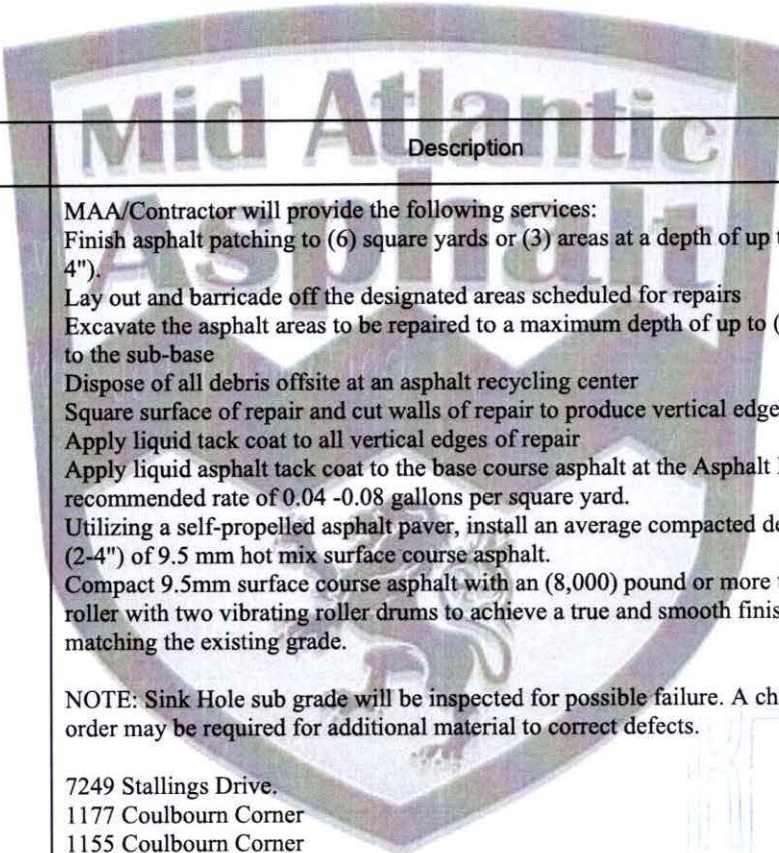 Mid Atlantic
Asphalt
Description
MAA/Contractor will provide the following services:
Finish asphalt patching to (6) square yards or (3) areas at a depth of up
4").
Lay out and barricade off the designated areas scheduled for repairs
Excavate the asphalt areas to be repaired to a maximum depth of up to (
to the sub-base
Dispose of all debris offsite at an asphalt recycling center
Square surface of repair and cut walls of repair to produce vertical edge
Apply liquid tack coat to all vertical edges of repair
Apply liquid asphalt tack coat to the base course asphalt at the Asphalt
recommended rate of 0.04 -0.08 gallons per square yard.
Utilizing a self-propelled asphalt paver, install an average compacted de
(2-4") of 9.5 mm hot mix surface course asphalt.
Compact 9.5mm surface course asphalt with an (8,000) pound or more
roller with two vibrating roller drums to achieve a true and smooth finis
matching the existing grade.
NOTE: Sink Hole sub grade will be inspected for possible failure. A ch
order may be required for additional material to correct defects.
7249 Stallings Drive.
1177 Coulbourn Corner
1155 Coulbourn Corner